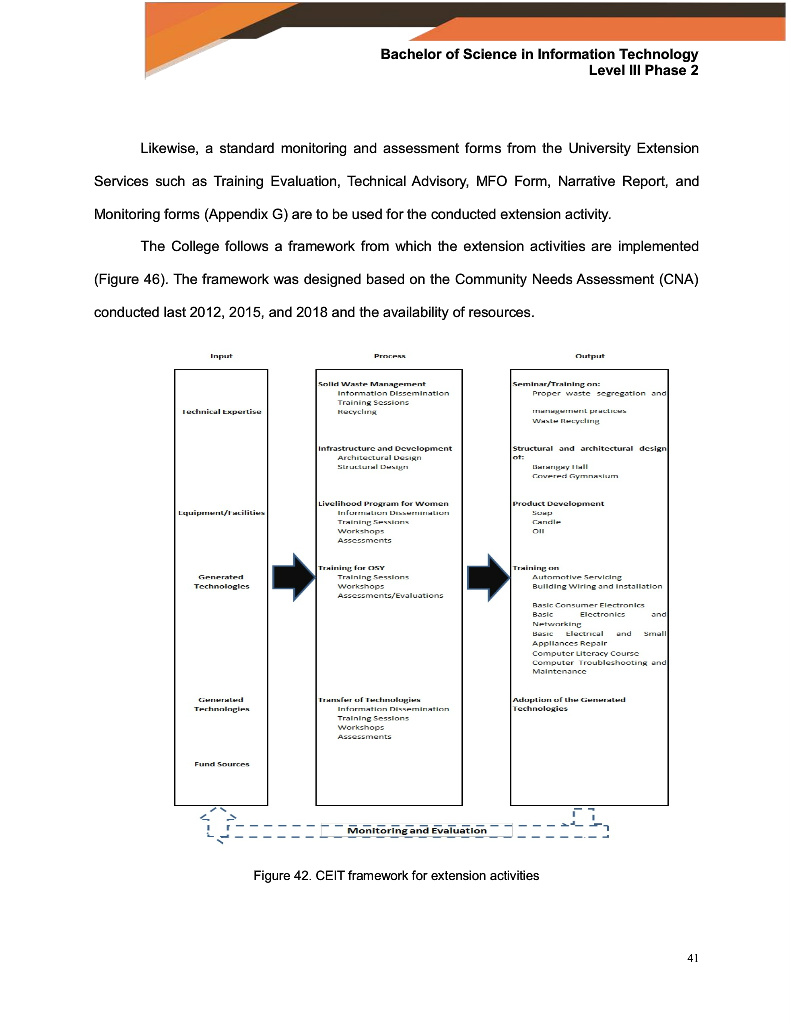 Bachelor of Science in Information Technology
Level III Phase 2
Likewise, a standard monitoring and assessment forms from the University Extension
Services such as Training Evaluation, Technical Advisory, MFO Form, Narrative Report, and
Monitoring forms (Appendix G) are to be used for the conducted extension activity.
The College follows a framework from which the extension activities are implemented
(Figure 46). The framework was designed based on the Community Needs Assessment (CNA)
conducted last 2012, 2015, and 2018 and the availability of resources.
Input
Technical Expertise
Equipment/Facilities
Generated
Technologies
Generated
Technologies
Fund Sources
Process
Solid Waste Management
Information Dissemination
Training Sessions
Recycling
Infrastructure and Development
Architectural Design
Structural Design
Livelihood Program for Women
Information Dissemination
Training Sessions
Workshops
Assessments
Training for OSY
Training Sessions
Workshops
Assessments/Evaluations
Transfer of Technologies
Information Dissemination
Training Sessions
Workshops
Assessments
Output
Seminar/Training on:
Proper waste segregation and
management practices
Waste Recycling
Structural and architectural design
of:
Barangay Hall
Covered Gymnasium
Product Development
Soap
Candle
Oil
Training on
Automotive Servicing
Building Wiring and Installation
Basic Consumer Electronics
Basic Electronics and
Networking
Basic Electrical and Small
Appliances Repair
Computer Literacy Course
Computer Troubleshooting and
Maintenance
Adoption of the Generated
Technologies
Monitoring and Evaluation
Figure 42. CEIT framework for extension activities
41